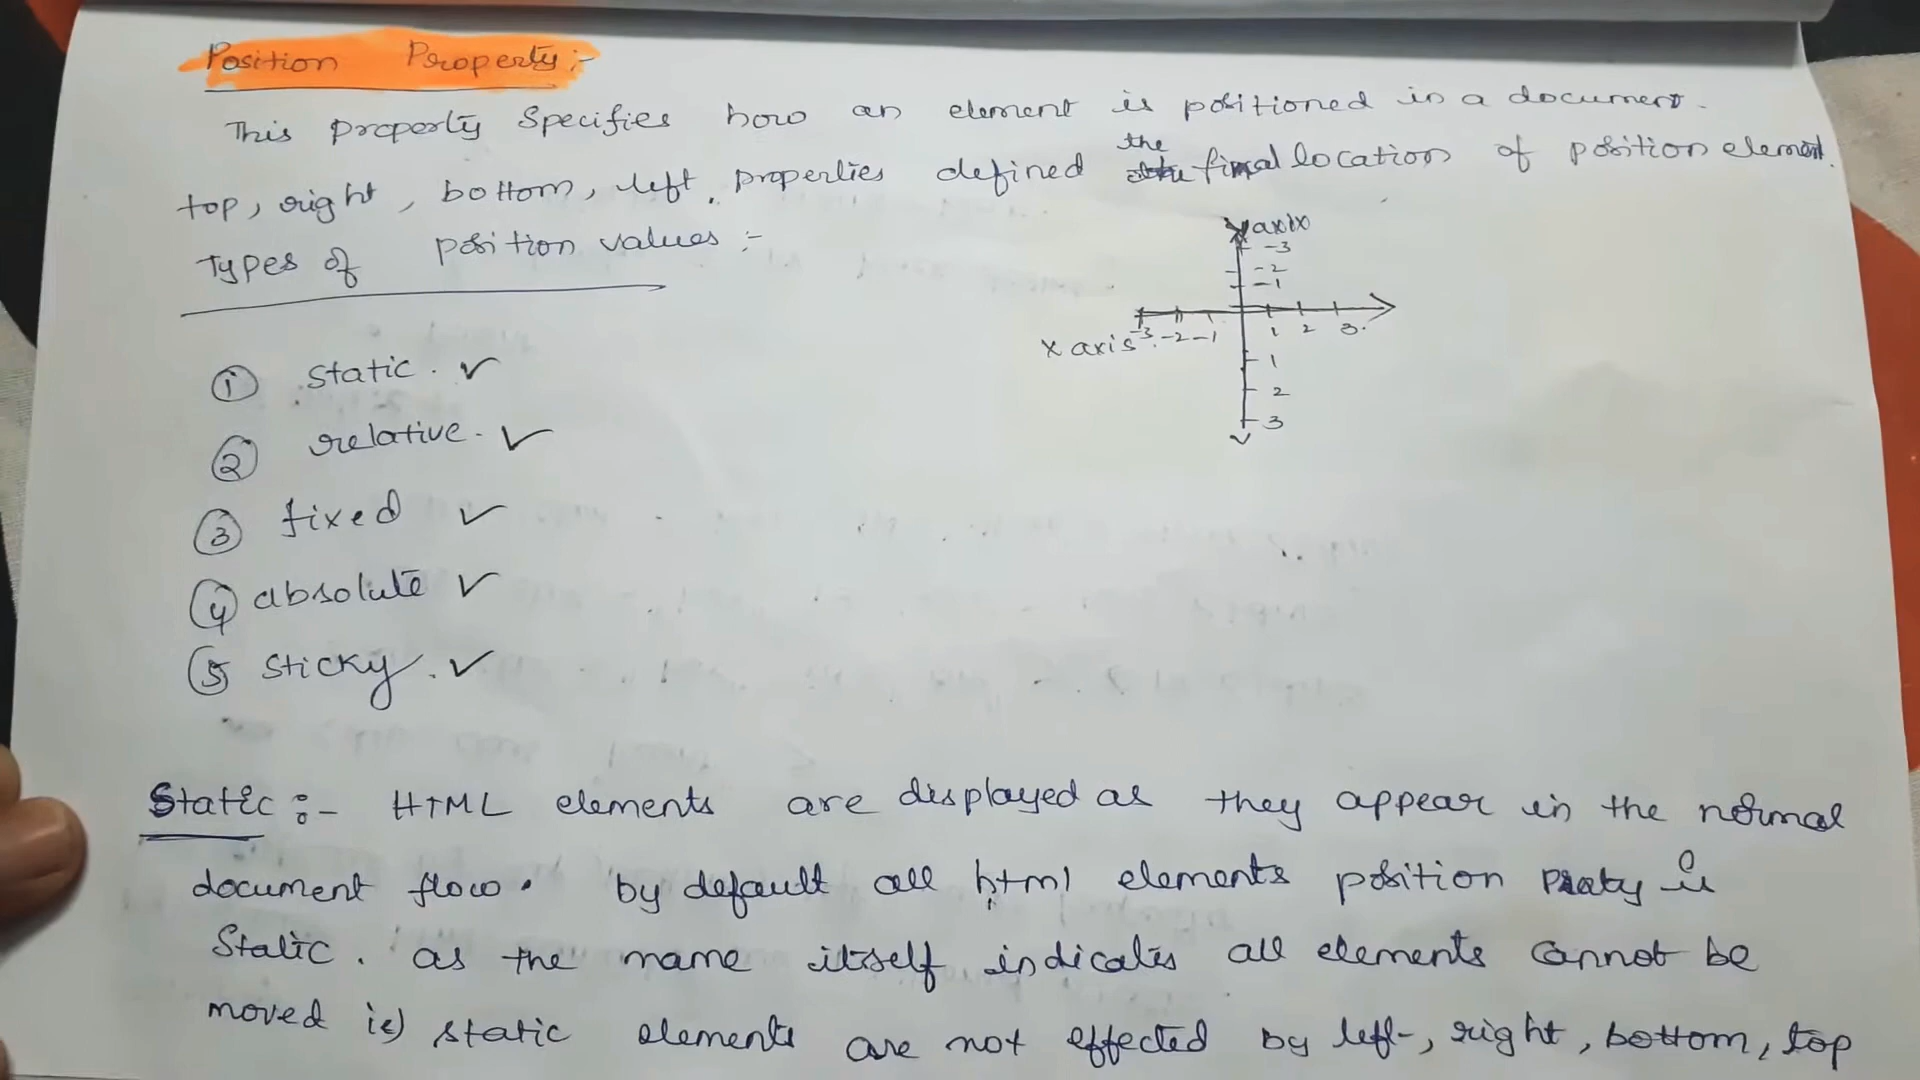 Position Property :-
This property specifies how an element is positioned in a document.
top, right, bottom, left, properties defined the final location of position element.
Types of position values :-
y axix
-3
-2
-1
x axis -3 -2 -1 1 2 3
1
2
3
① static. ✓
② relative. ✓
③ fixed ✓
④ absolute ✓
⑤ sticky. ✓
Static :- HTML elements are displayed as they appear in the normal
document flow. by default all html elements position is
Static. as the name itself indicates all elements cannot be
moved ie) static elements are not effected by left, right, bottom, top